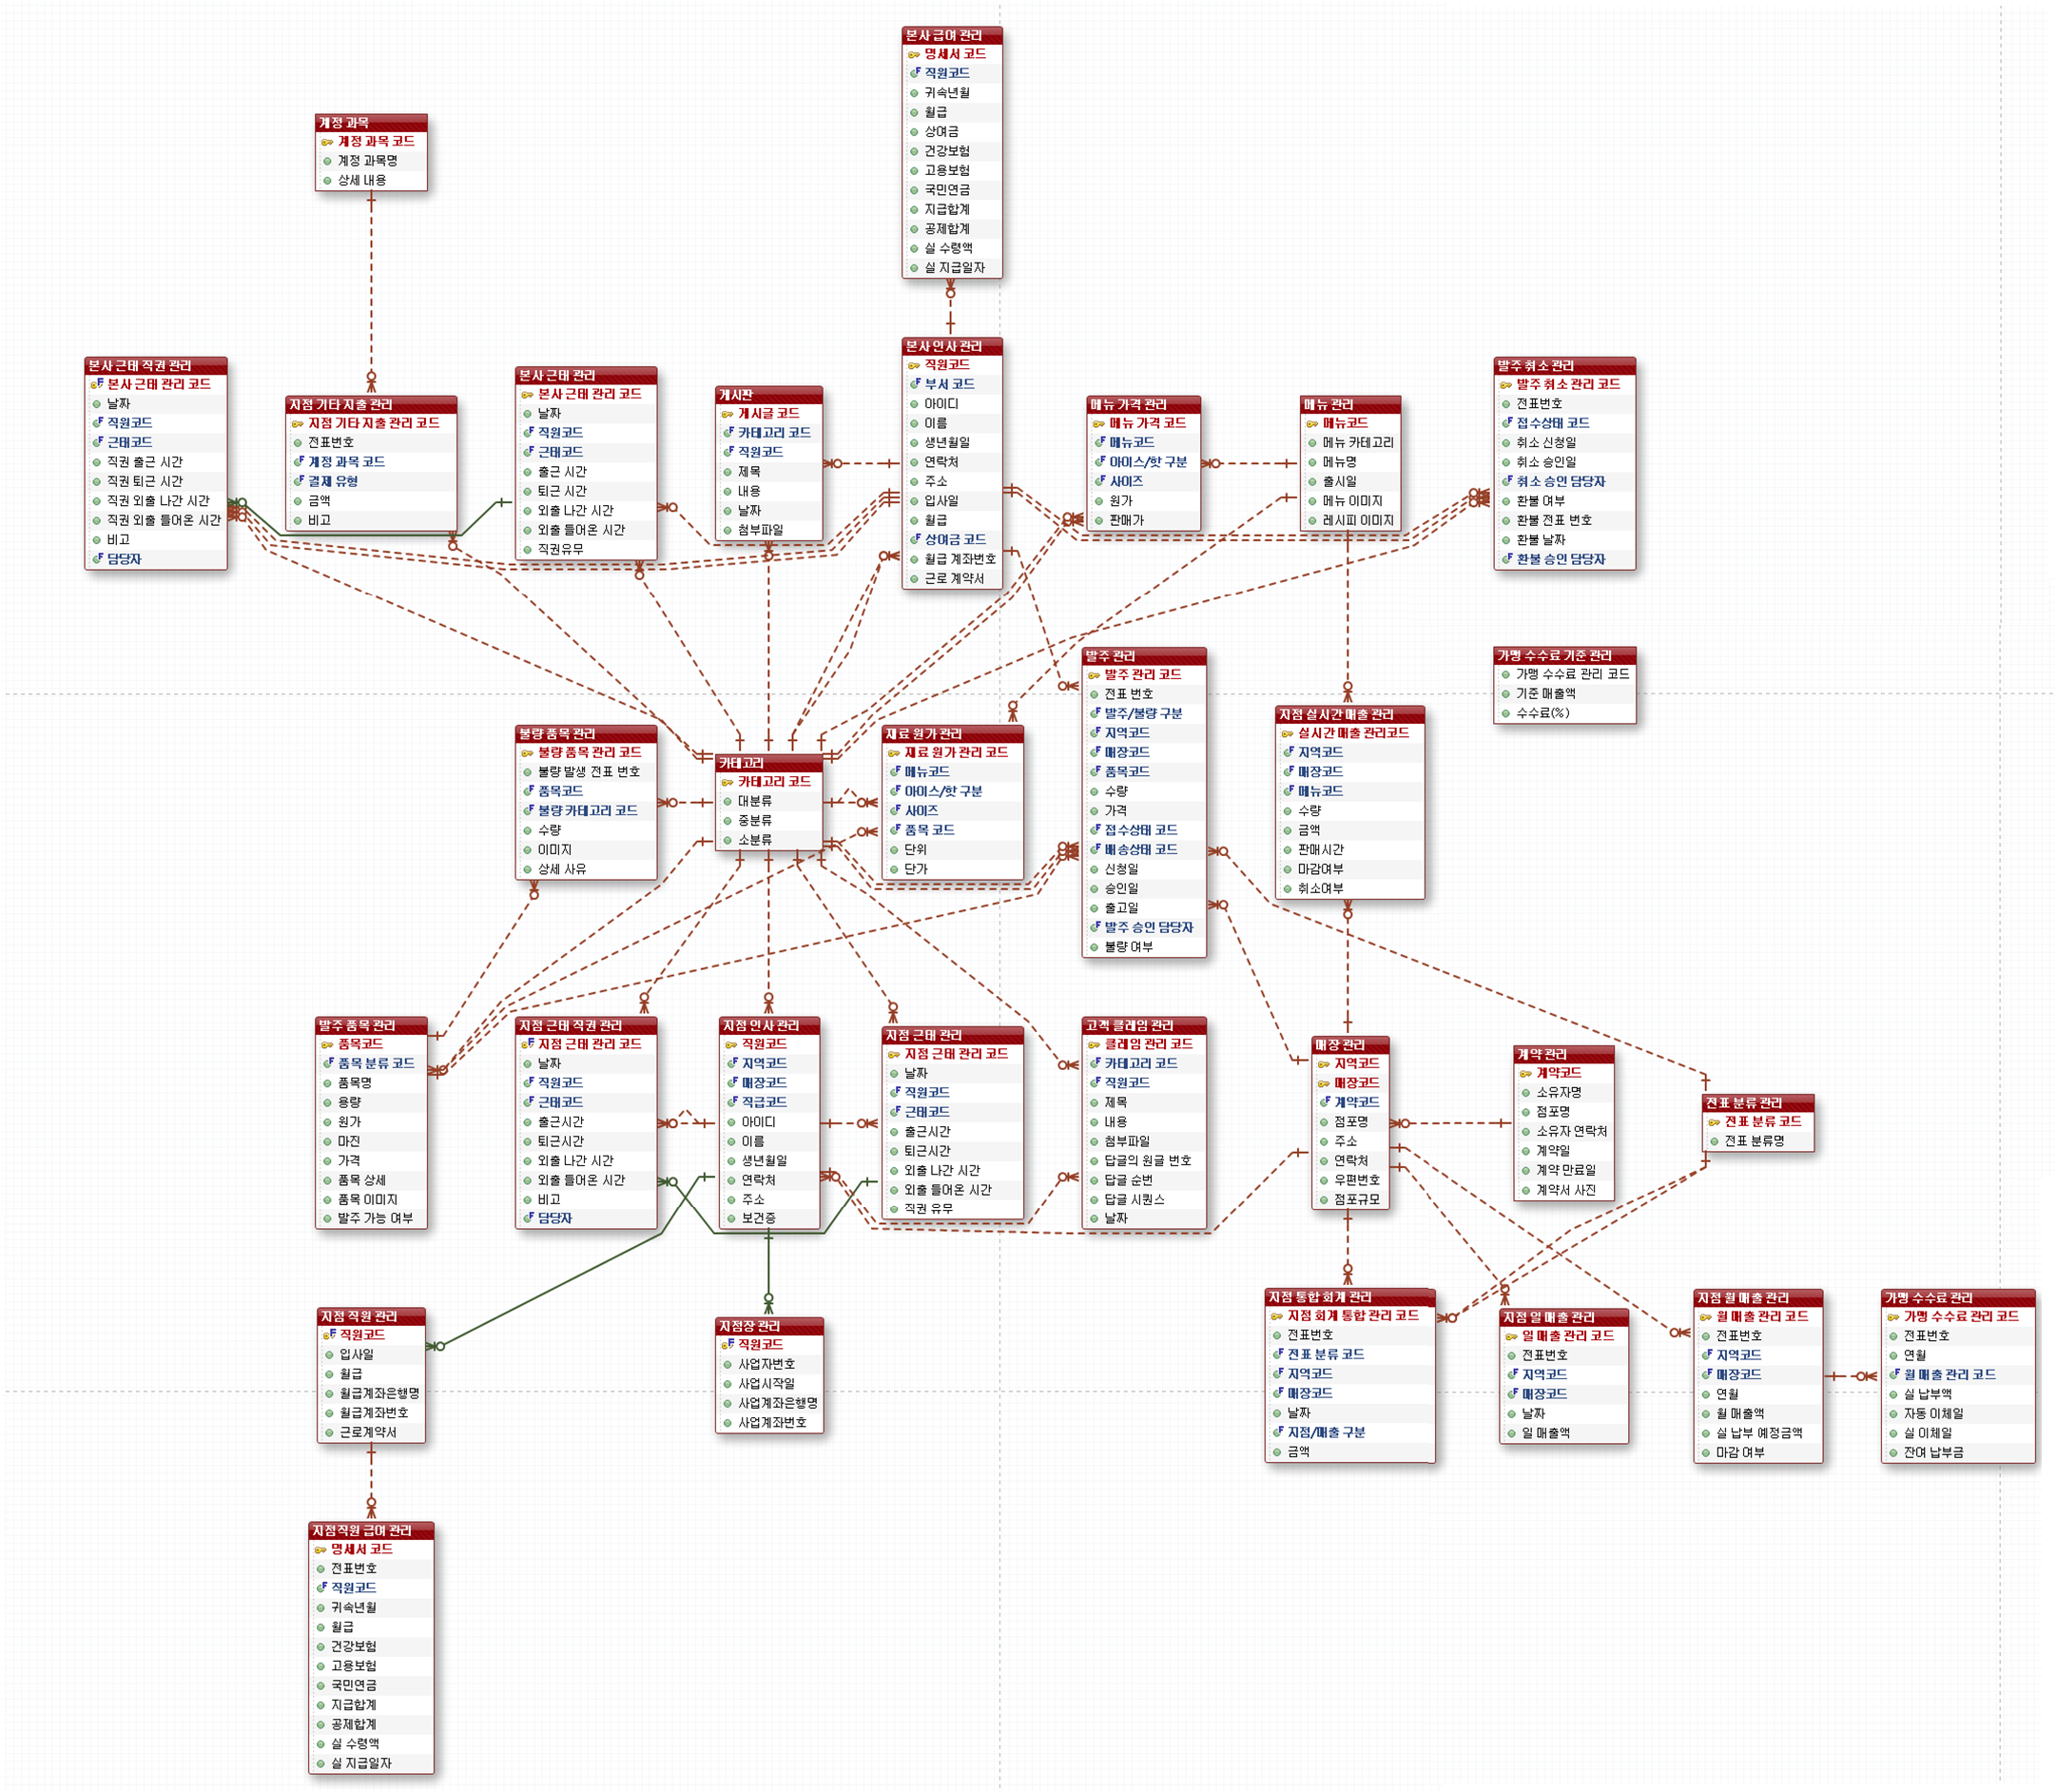 본사 급여 관리
명세서 코드
직원코드
귀속년월
월급
상여금
건강보험
고용보험
국민연금
지급합계
공제합계
실 수령액
실 지급일자
계정 과목
계정 과목 코드
계정 과목명
상세 내용
본사 근태 직권 관리
본사 근태 관리 코드
날짜
직원코드
근태코드
직권 출근 시간
직권 퇴근 시간
직권 외출 나간 시간
직권 외출 들어온 시간
비고
담당자
지점 기타 지출 관리
지점 기타 지출 관리 코드
전표번호
계정 과목 코드
결제 유형
금액
비고
본사 근태 관리
본사 근태 관리 코드
날짜
직원코드
근태코드
출근 시간
퇴근 시간
외출 나간 시간
외출 들어온 시간
직권유무
게시판
게시글 코드
카테고리 코드
직원코드
제목
내용
날짜
첨부파일
본사 인사 관리
직원코드
부서 코드
아이디
이름
생년월일
연락처
주소
입사일
월급
상여금 코드
월급 계좌번호
근로 계약서
메뉴 가격 관리
메뉴 가격 코드
메뉴코드
아이스/핫 구분
사이즈
원가
판매가
메뉴 관리
메뉴코드
메뉴 카테고리
메뉴명
출시일
메뉴 이미지
레시피 이미지
발주 취소 관리
발주 취소 관리 코드
전표번호
접수상태 코드
취소 신청일
취소 승인일
취소 승인 담당자
환불 여부
환불 전표 번호
환불 날짜
환불 승인 담당자
가맹 수수료 기준 관리
가맹 수수료 관리 코드
기준 매출액
수수료(%)
불량 품목 관리
불량 품목 관리 코드
불량 발생 전표 번호
품목코드
불량 카테고리 코드
수량
이미지
상세 사유
카테고리
카테고리 코드
대분류
중분류
소분류
재료 원가 관리
재료 원가 관리 코드
메뉴코드
아이스/핫 구분
사이즈
품목 코드
단위
단가
발주 관리
발주 관리 코드
전표 번호
발주/불량 구분
지역코드
매장코드
품목코드
수량
가격
접수상태 코드
배송상태 코드
신청일
승인일
출고일
발주 승인 담당자
불량 여부
지점 실시간 매출 관리
실시간 매출 관리코드
지역코드
매장코드
메뉴코드
수량
금액
판매시간
마감여부
취소여부
발주 품목 관리
품목코드
품목 분류 코드
품목명
용량
원가
마진
가격
품목 상세
품목 이미지
발주 가능 여부
지점 근태 직권 관리
지점 근태 관리 코드
날짜
직원코드
근태코드
출근시간
퇴근시간
외출 나간 시간
외출 들어온 시간
비고
담당자
지점 인사 관리
직원코드
지역코드
매장코드
직급코드
아이디
이름
생년월일
연락처
주소
보건증
지점 근태 관리
지점 근태 관리 코드
날짜
직원코드
근태코드
출근시간
퇴근시간
외출 나간 시간
외출 들어온 시간
직권 유무
고객 클레임 관리
클레임 관리 코드
카테고리 코드
직원코드
제목
내용
첨부파일
답글의 원글 번호
답글 순번
답글 시퀀스
날짜
매장 관리
지역코드
매장코드
계약코드
점포명
주소
연락처
우편번호
점포규모
계약 관리
계약코드
소유자명
점포명
소유자 연락처
계약일
계약 만료일
계약서 사진
전표 분류 관리
전표 분류 코드
전표 분류명
지점 직원 관리
직원코드
입사일
월급
월급계좌은행명
월급계좌번호
근로계약서
지점장 관리
직원코드
사업자번호
사업시작일
사업계좌은행명
사업계좌번호
지점 통합 회계 관리
지점 회계 통합 관리 코드
전표번호
전표 분류 코드
지역코드
매장코드
날짜
지점/매출 구분
금액
지점 일 매출 관리
일 매출 관리 코드
전표번호
지역코드
매장코드
날짜
일 매출액
지점 월 매출 관리
월 매출 관리 코드
전표번호
지역코드
매장코드
연월
월 매출액
실 납부 예정금액
마감 여부
가맹 수수료 관리
가맹 수수료 관리 코드
전표번호
연월
월 매출 관리 코드
실 납부액
자동 이체일
실 이체일
잔여 납부금
지점직원 급여 관리
명세서 코드
전표번호
직원코드
귀속년월
월급
건강보험
고용보험
국민연금
지급합계
공제합계
실 수령액
실 지급일자